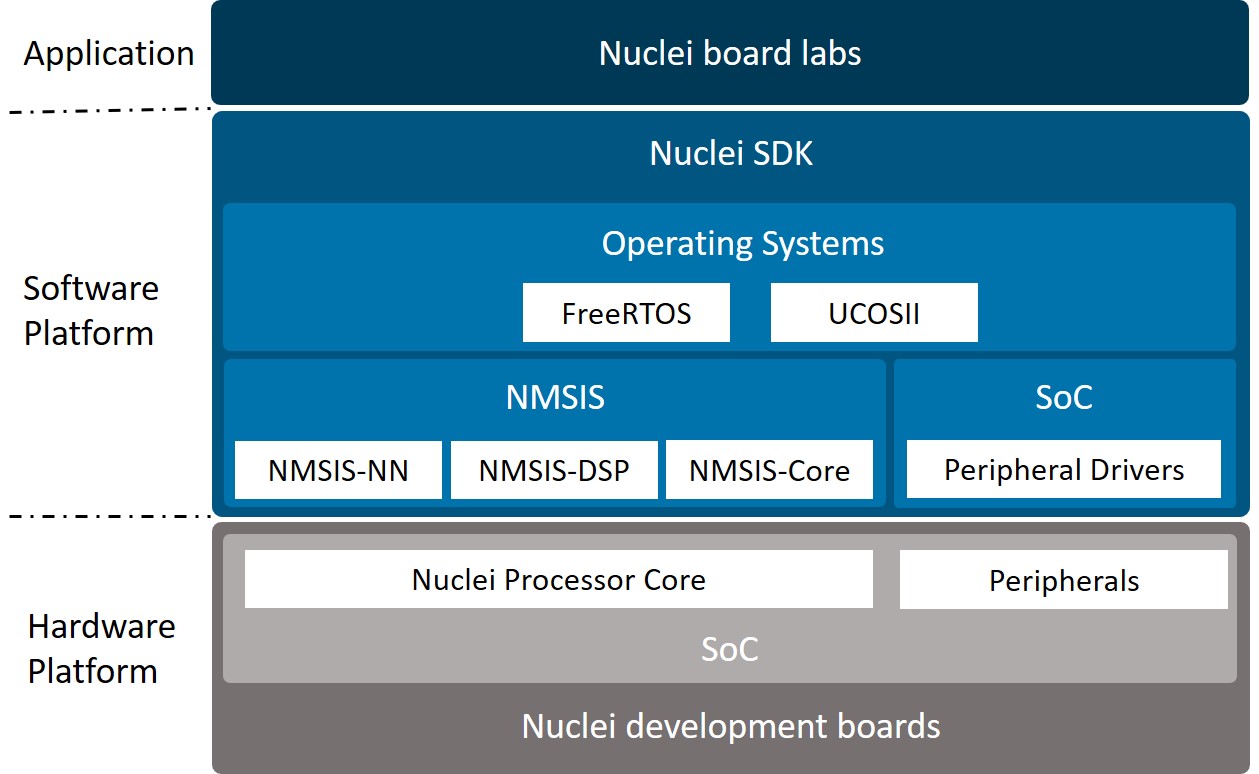 Application
Nuclei board labs
Nuclei SDK
Operating Systems
FreeRTOS
UCOSII
Software
Platform
NMSIS
SoC
NMSIS-NN
NMSIS-DSP
NMSIS-Core
Peripheral Drivers
Nuclei Processor Core
Peripherals
Hardware
Platform
SoC
Nuclei development boards